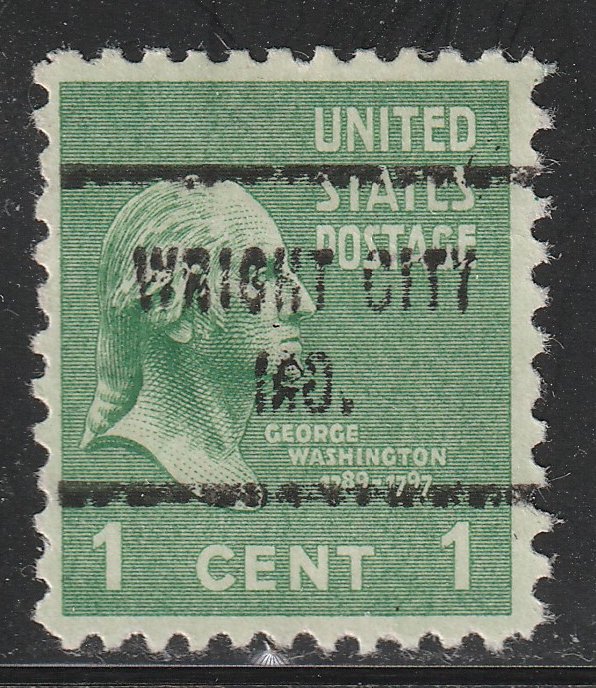 UNITED
STATES
POSTAGE
WRIGHT CITY
MO.
GEORGE
WASHINGTON
1789-1797
1 CENT 1